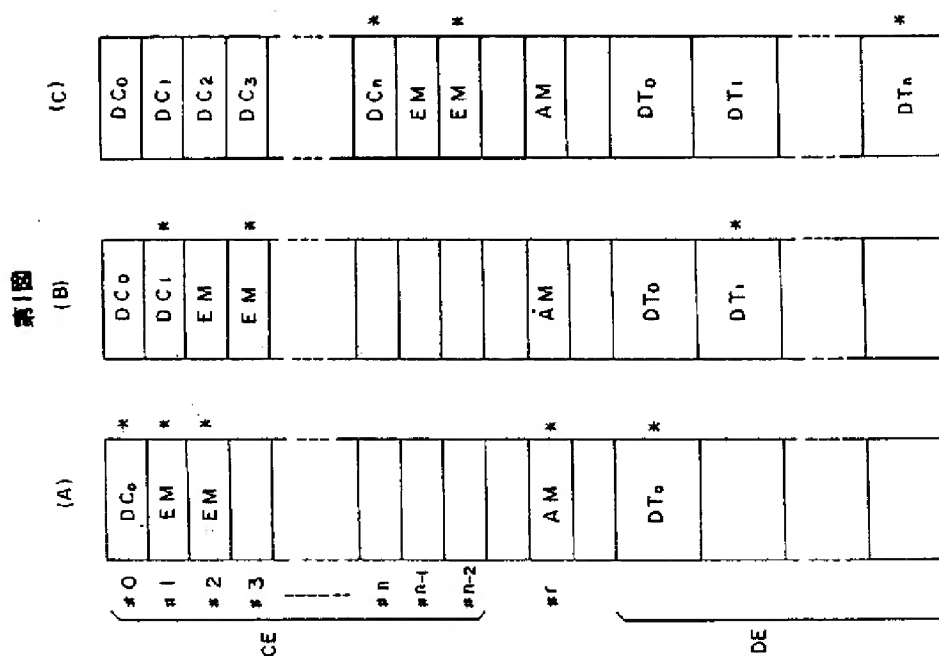 第1図
(A)
(B)
(C)
CE
#0
#1
#2
#3
#n
#n-1
#n-2
#r
DE
DC₀ *
EM *
EM *
AM *
DT₀ *
DC₀
DC₁ *
EM
EM *
AM
DT₀
DT₁ *
DC₀
DC₁
DC₂
DC₃
DCn *
EM
EM *
AM
DT₀
DT₁
DTn *